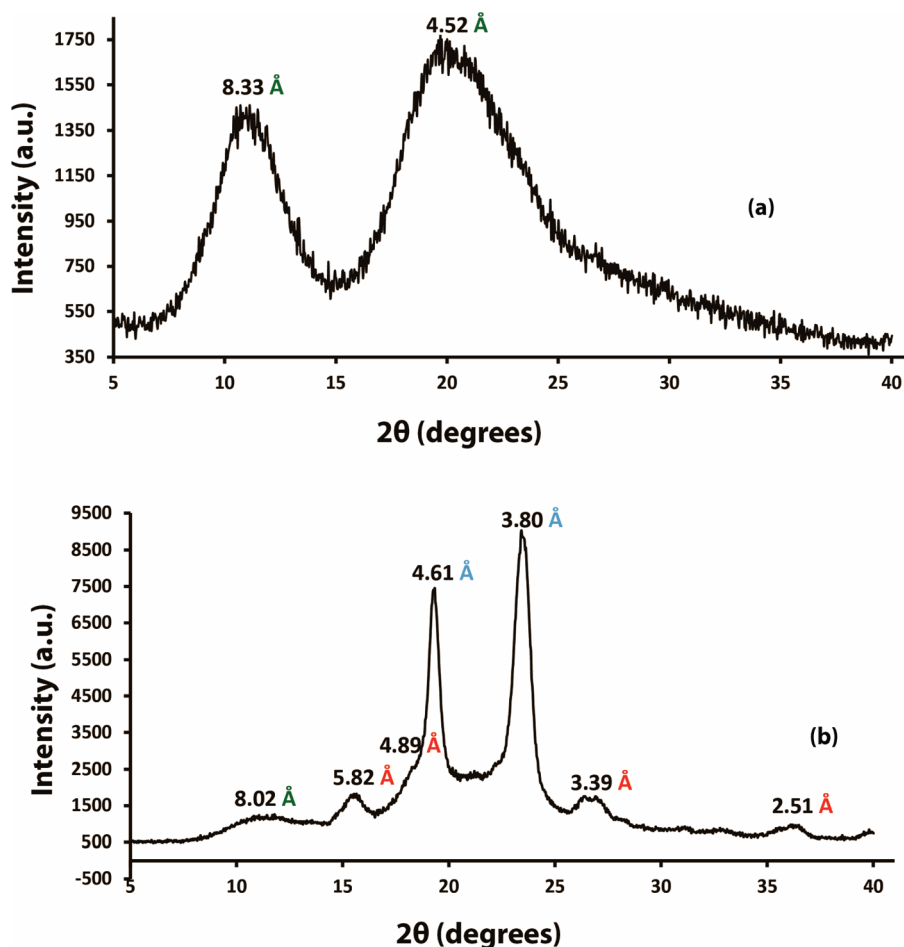 4.52 Å
1750
8.33 Å
1550
1350
1150
(a)
950
750
550
350
Intensity (a.u.)
5 10 15 20 25 30 35 40
2θ (degrees)
9500
3.80 Å
8500
4.61 Å
7500
6500
5500
4500
3500
4.89 Å
(b)
2500
5.82 Å
3.39 Å
8.02 Å
2.51 Å
1500
500
-500
Intensity (a.u.)
5 10 15 20 25 30 35 40
2θ (degrees)